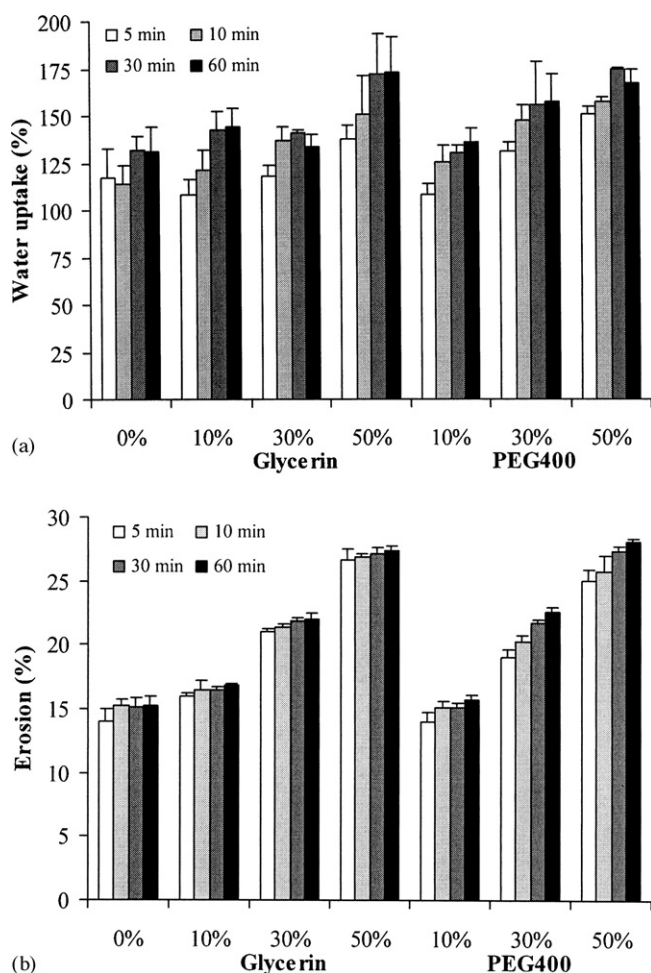 200
175
150
125
100
75
50
25
0
Water uptake (%)
5 min 10 min
30 min 60 min
0% 10% 30% 50% 10% 30% 50%
Glycerin PEG400
(a)
30
25
20
15
10
5
0
Erosion (%)
5 min 10 min
30 min 60 min
0% 10% 30% 50% 10% 30% 50%
Glycerin PEG400
(b)